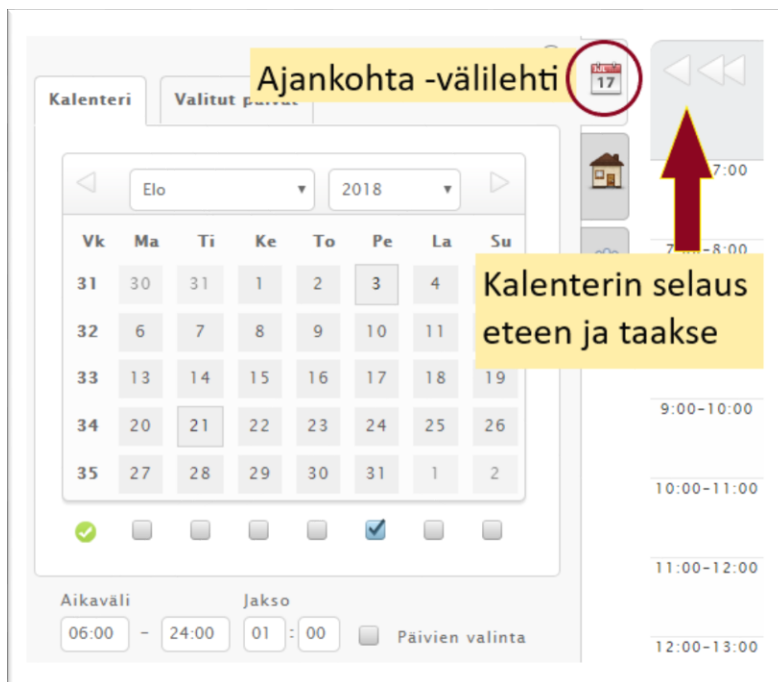 Ajankohta -välilehti
17
Kalenteri
Valitut päivät
Elo
2018
Vk Ma Ti Ke To Pe La Su
31 30 31 1 2 3 4
32 6 7 8 9 10 11
33 13 14 15 16 17 18 19
34 20 21 22 23 24 25 26
35 27 28 29 30 31 1 2
Aikaväli
Jakso
06:00 - 24:00 01 : 00 Päivien valinta
Kalenterin selaus
eteen ja taakse
7:00
-8:00
9:00-10:00
10:00-11:00
11:00-12:00
12:00-13:00